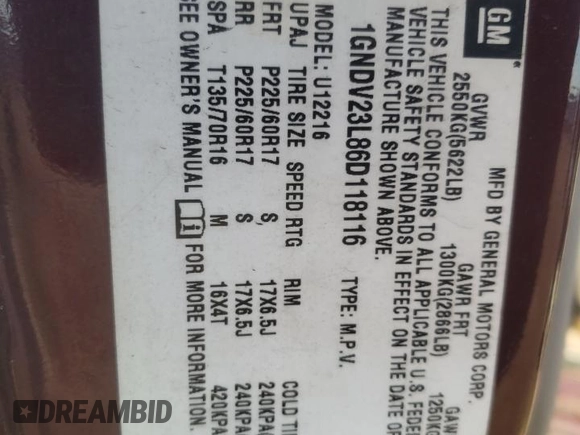 GM
MFD BY GENERAL MOTORS CORP.
GVWR GAWR FRT GAW
2550KG(5622LB) 1300KG(2866LB) 1250KG
THIS VEHICLE CONFORMS TO ALL APPLICABLE U.S. FEDER
VEHICLE SAFETY STANDARDS IN EFFECT ON THE DATE OF
MANUFACTURE SHOWN ABOVE.
1GNDV23L86D118116 TYPE: M.P.V.
MODEL: U12216
UPAJ TIRE SIZE SPEED RTG RIM COLD TI
FRT P225/60R17 S, 17X6.5J 240KPA(
RR P225/60R17 S 17X6.5J 240KPA(
SPA T135/70R16 M 16X4T 420KPA
SEE OWNER'S MANUAL FOR MORE INFORMATION.
DREAMBID